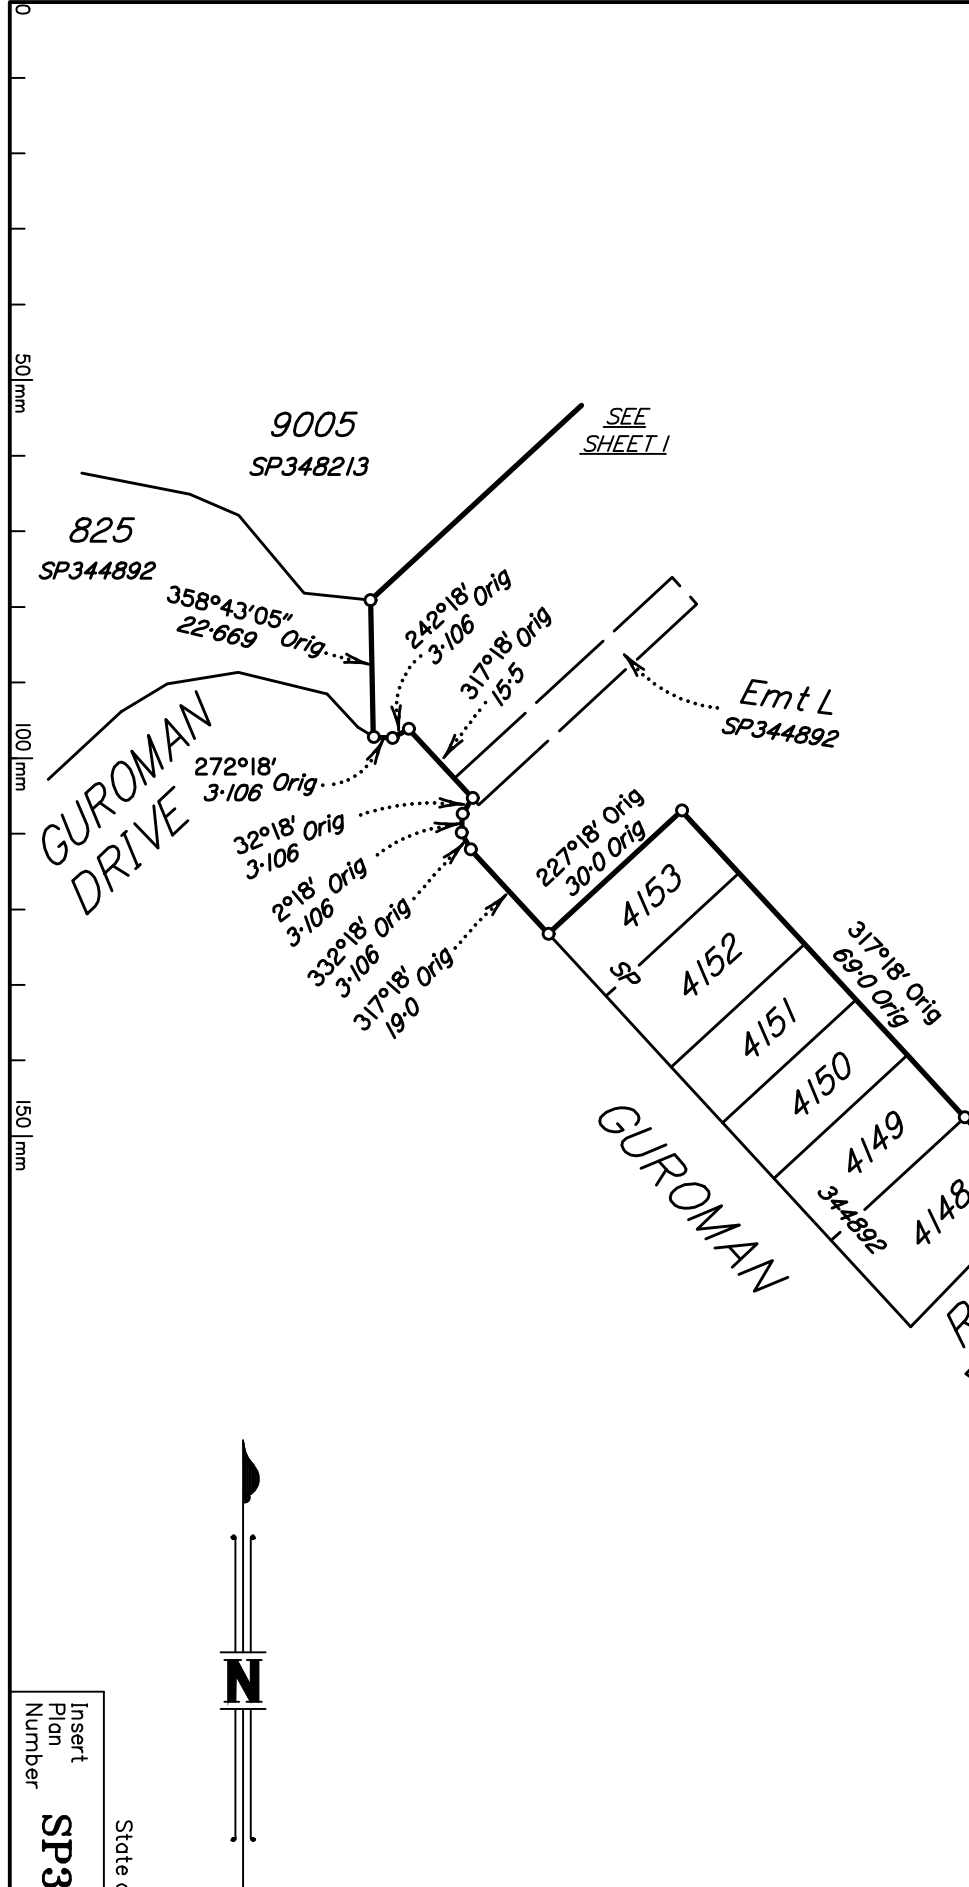 0
50 mm
100 mm
150 mm
9005
SP348213
SEE
SHEET 1
825
SP344892
358°43'05"
22·669 Orig
242°18' Orig
3·106
317°18' Orig
15·5
Emt L
SP344892
GUROMAN
DRIVE
272°18'
3·106 Orig
32°18' Orig
3·106
2°18' Orig
3·106
332°18' Orig
3·106
317°18' Orig
19·0
227°18' Orig
30·0 Orig
317°18' Orig
69·0 Orig
4153
4152
4151
4150
4149
4148
SP
344892
GUROMAN
N
Insert
Plan
Number
SP3
State